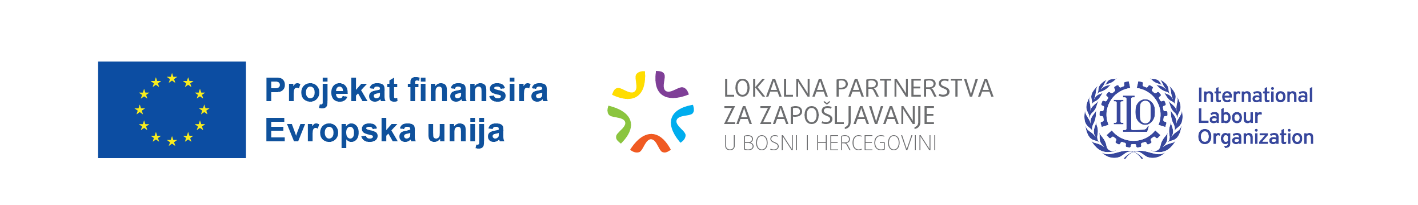 Projekat finansira
Evropska unija
LOKALNA PARTNERSTVA
ZA ZAPOŠLJAVANJE
U BOSNI I HERCEGOVINI
ILO
International
Labour
Organization